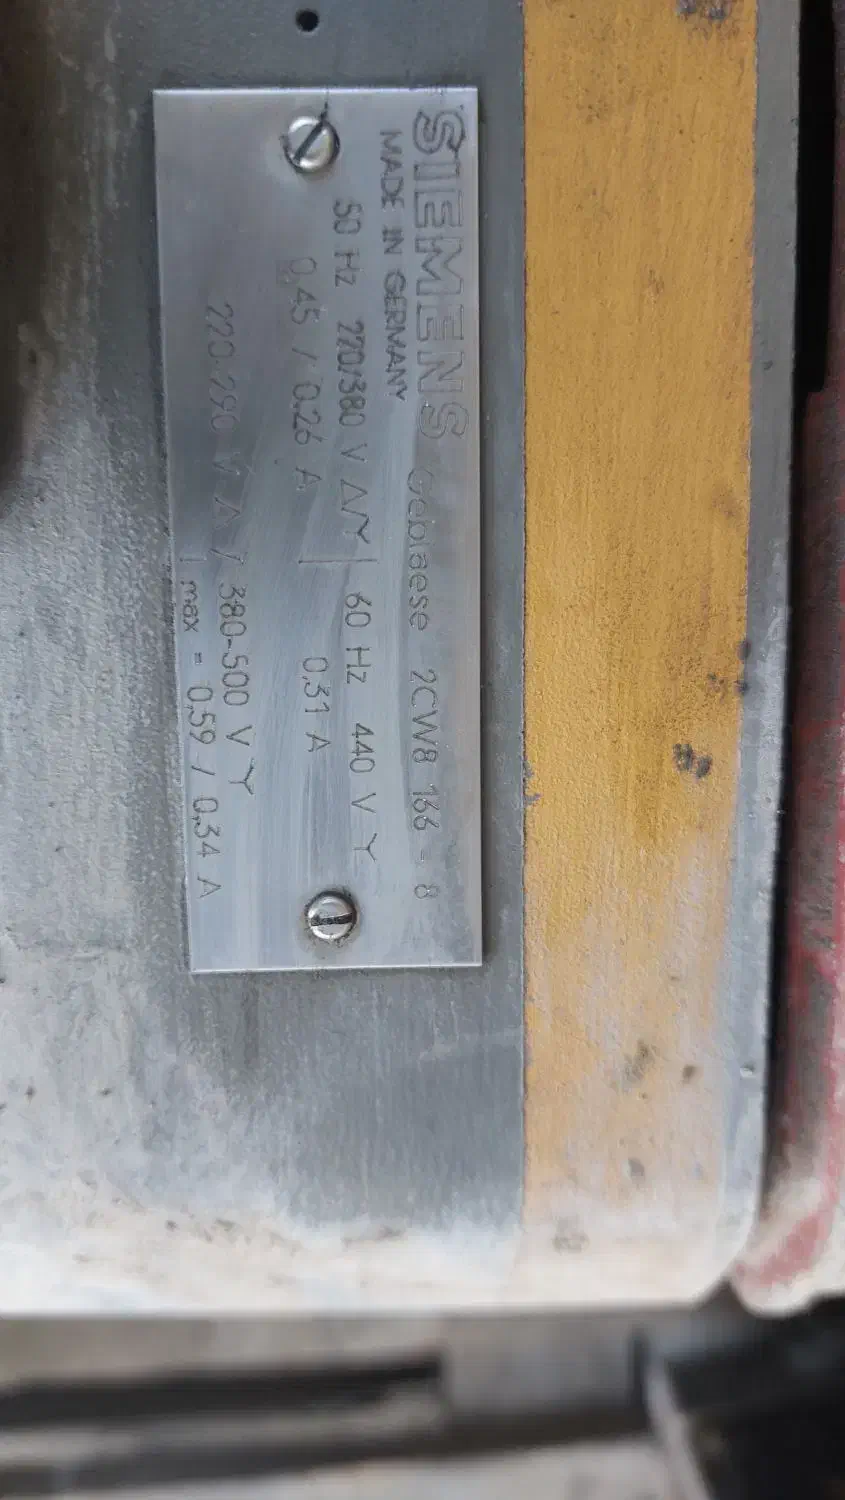 SIEMENS Geblaese 2CW8 166 - 8
MADE IN GERMANY
50 Hz 220/380 V △/Y | 60 Hz 440 V Y
0,45 / 0,26 A | 0,31 A
220-290 V △ / 380-500 V Y
I max = 0,59 / 0,34 A